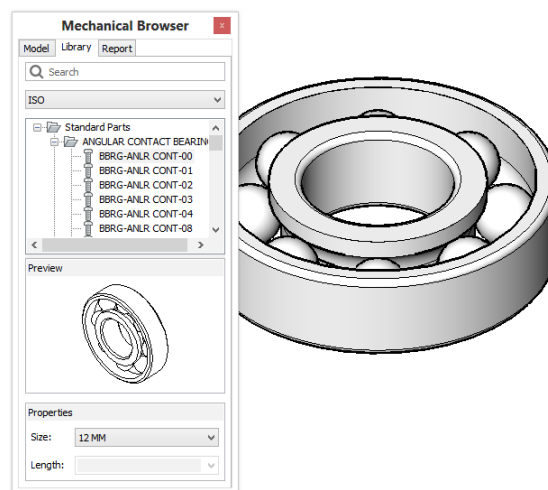 Mechanical Browser
x
Model Library Report
Search
ISO
Standard Parts
ANGULAR CONTACT BEARIN
BBRG-ANLR CONT-00
BBRG-ANLR CONT-01
BBRG-ANLR CONT-02
BBRG-ANLR CONT-03
BBRG-ANLR CONT-04
BBRG-ANLR CONT-08
Preview
Properties
Size: 12 MM
Length: